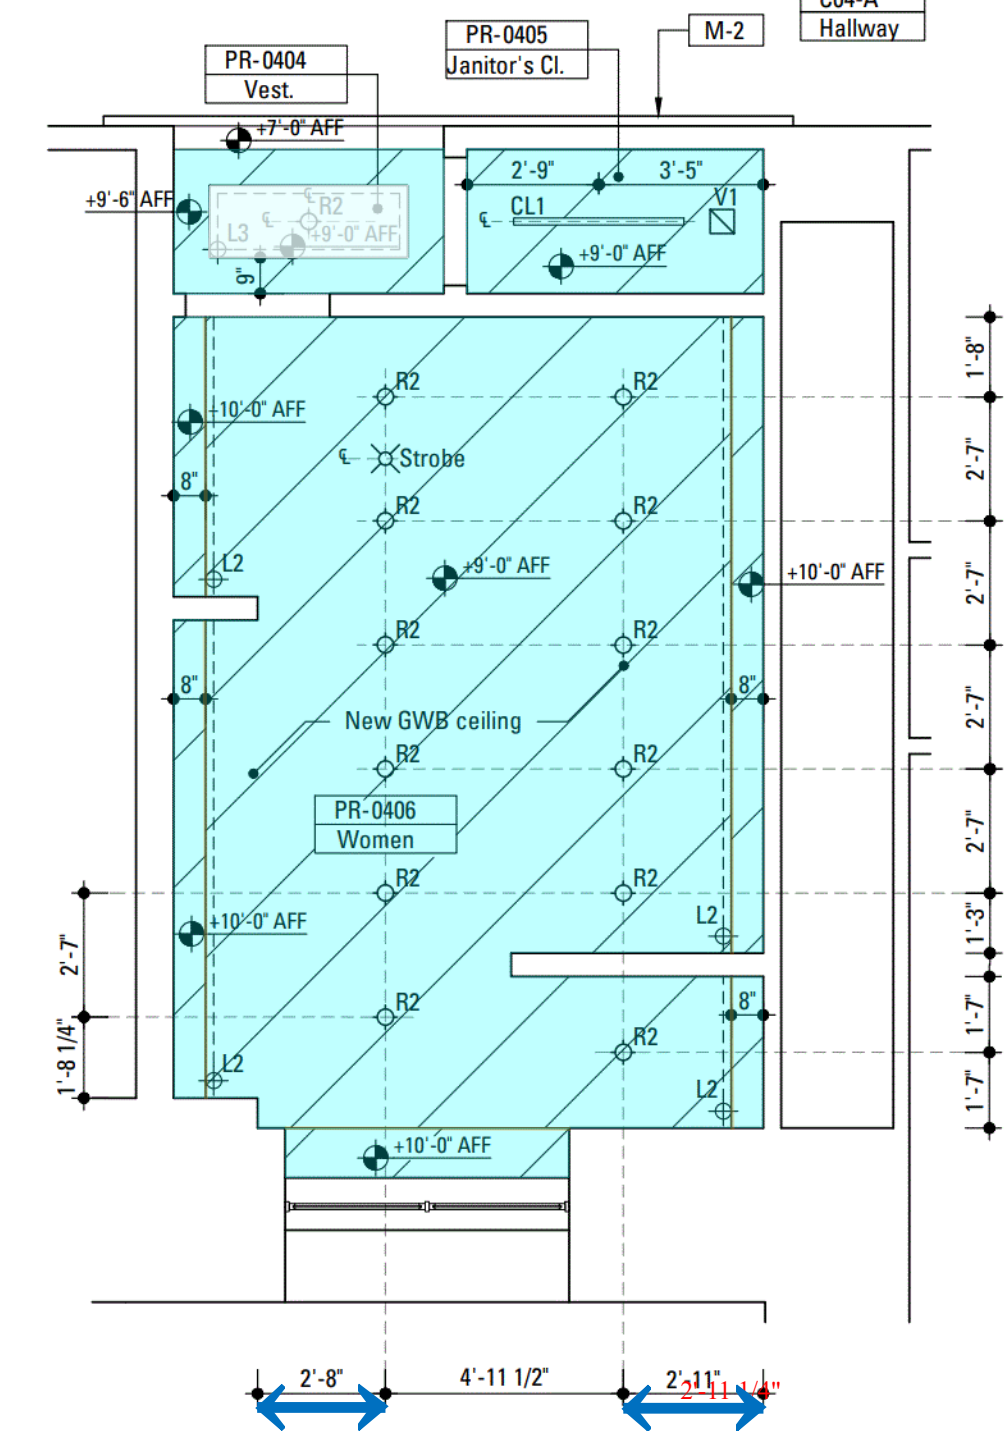 C04-A
Hallway
M-2
PR-0405
Janitor's Cl.
PR-0404
Vest.
+7'-0" AFF
+9'-6" AFF
℄
R2
℄
L3
+9'-0" AFF
9"
2'-9"
3'-5"
℄
CL1
V1
+9'-0" AFF
1'-8"
R2
R2
+10'-0" AFF
℄
Strobe
2'-7"
8"
R2
R2
L2
+9'-0" AFF
+10'-0" AFF
2'-7"
R2
R2
8"
8"
2'-7"
New GWB ceiling
R2
R2
PR-0406
Women
2'-7"
R2
R2
+10'-0" AFF
L2
1'-3"
2'-7"
R2
8"
1'-7"
R2
1'-8 1/4"
L2
L2
1'-7"
+10'-0" AFF
2'-8"
4'-11 1/2"
2'-11"
2'-11 1/4"